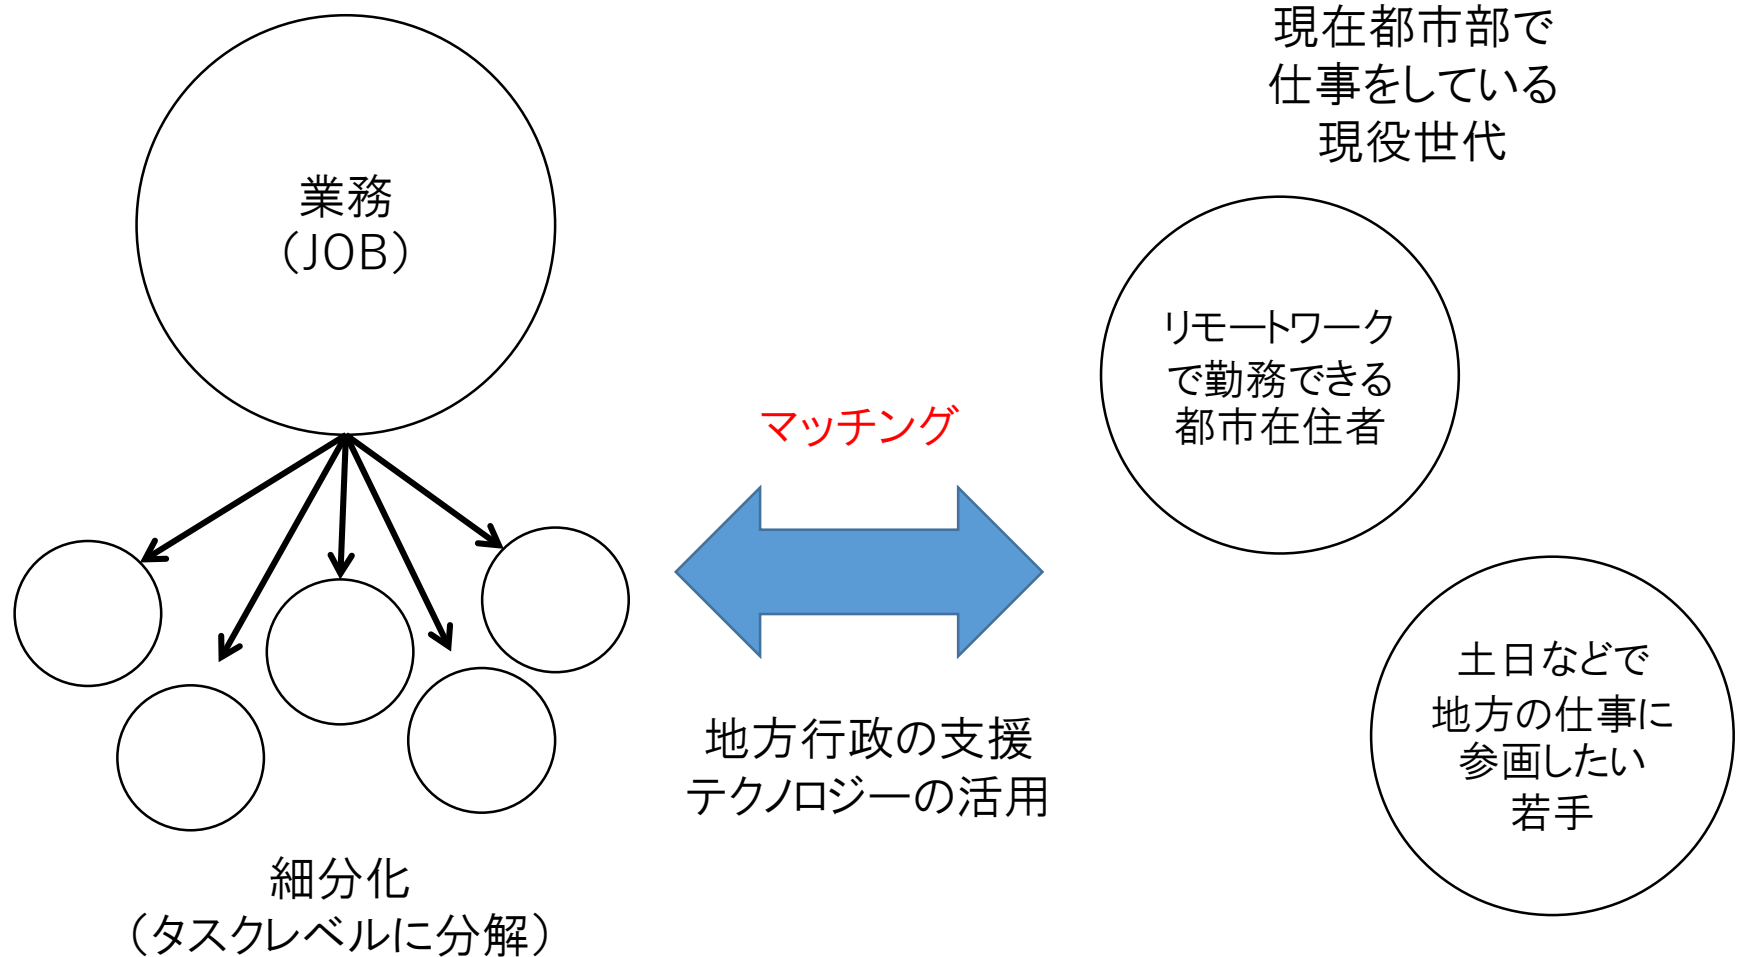 業務
（JOB）
細分化
（タスクレベルに分解）
マッチング
地方行政の支援
テクノロジーの活用
現在都市部で
仕事をしている
現役世代
リモートワーク
で勤務できる
都市在住者
土日などで
地方の仕事に
参画したい
若手